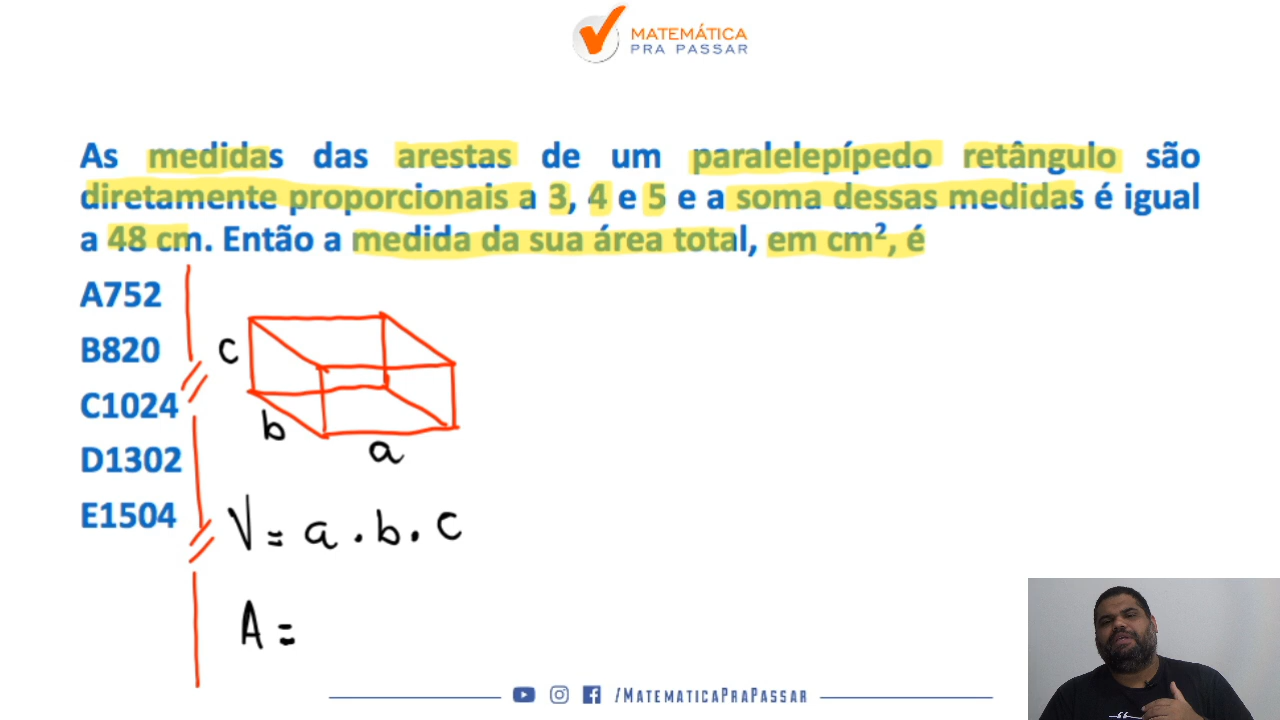 MATEMÁTICA
PRA PASSAR
As medidas das arestas de um paralelepípedo retângulo são
diretamente proporcionais a 3, 4 e 5 e a soma dessas medidas é igual
a 48 cm. Então a medida da sua área total, em cm², é
A752
B820
C1024
D1302
E1504
c
b
a
V = a . b . c
A =
/MATEMATICAPRAPASSAR